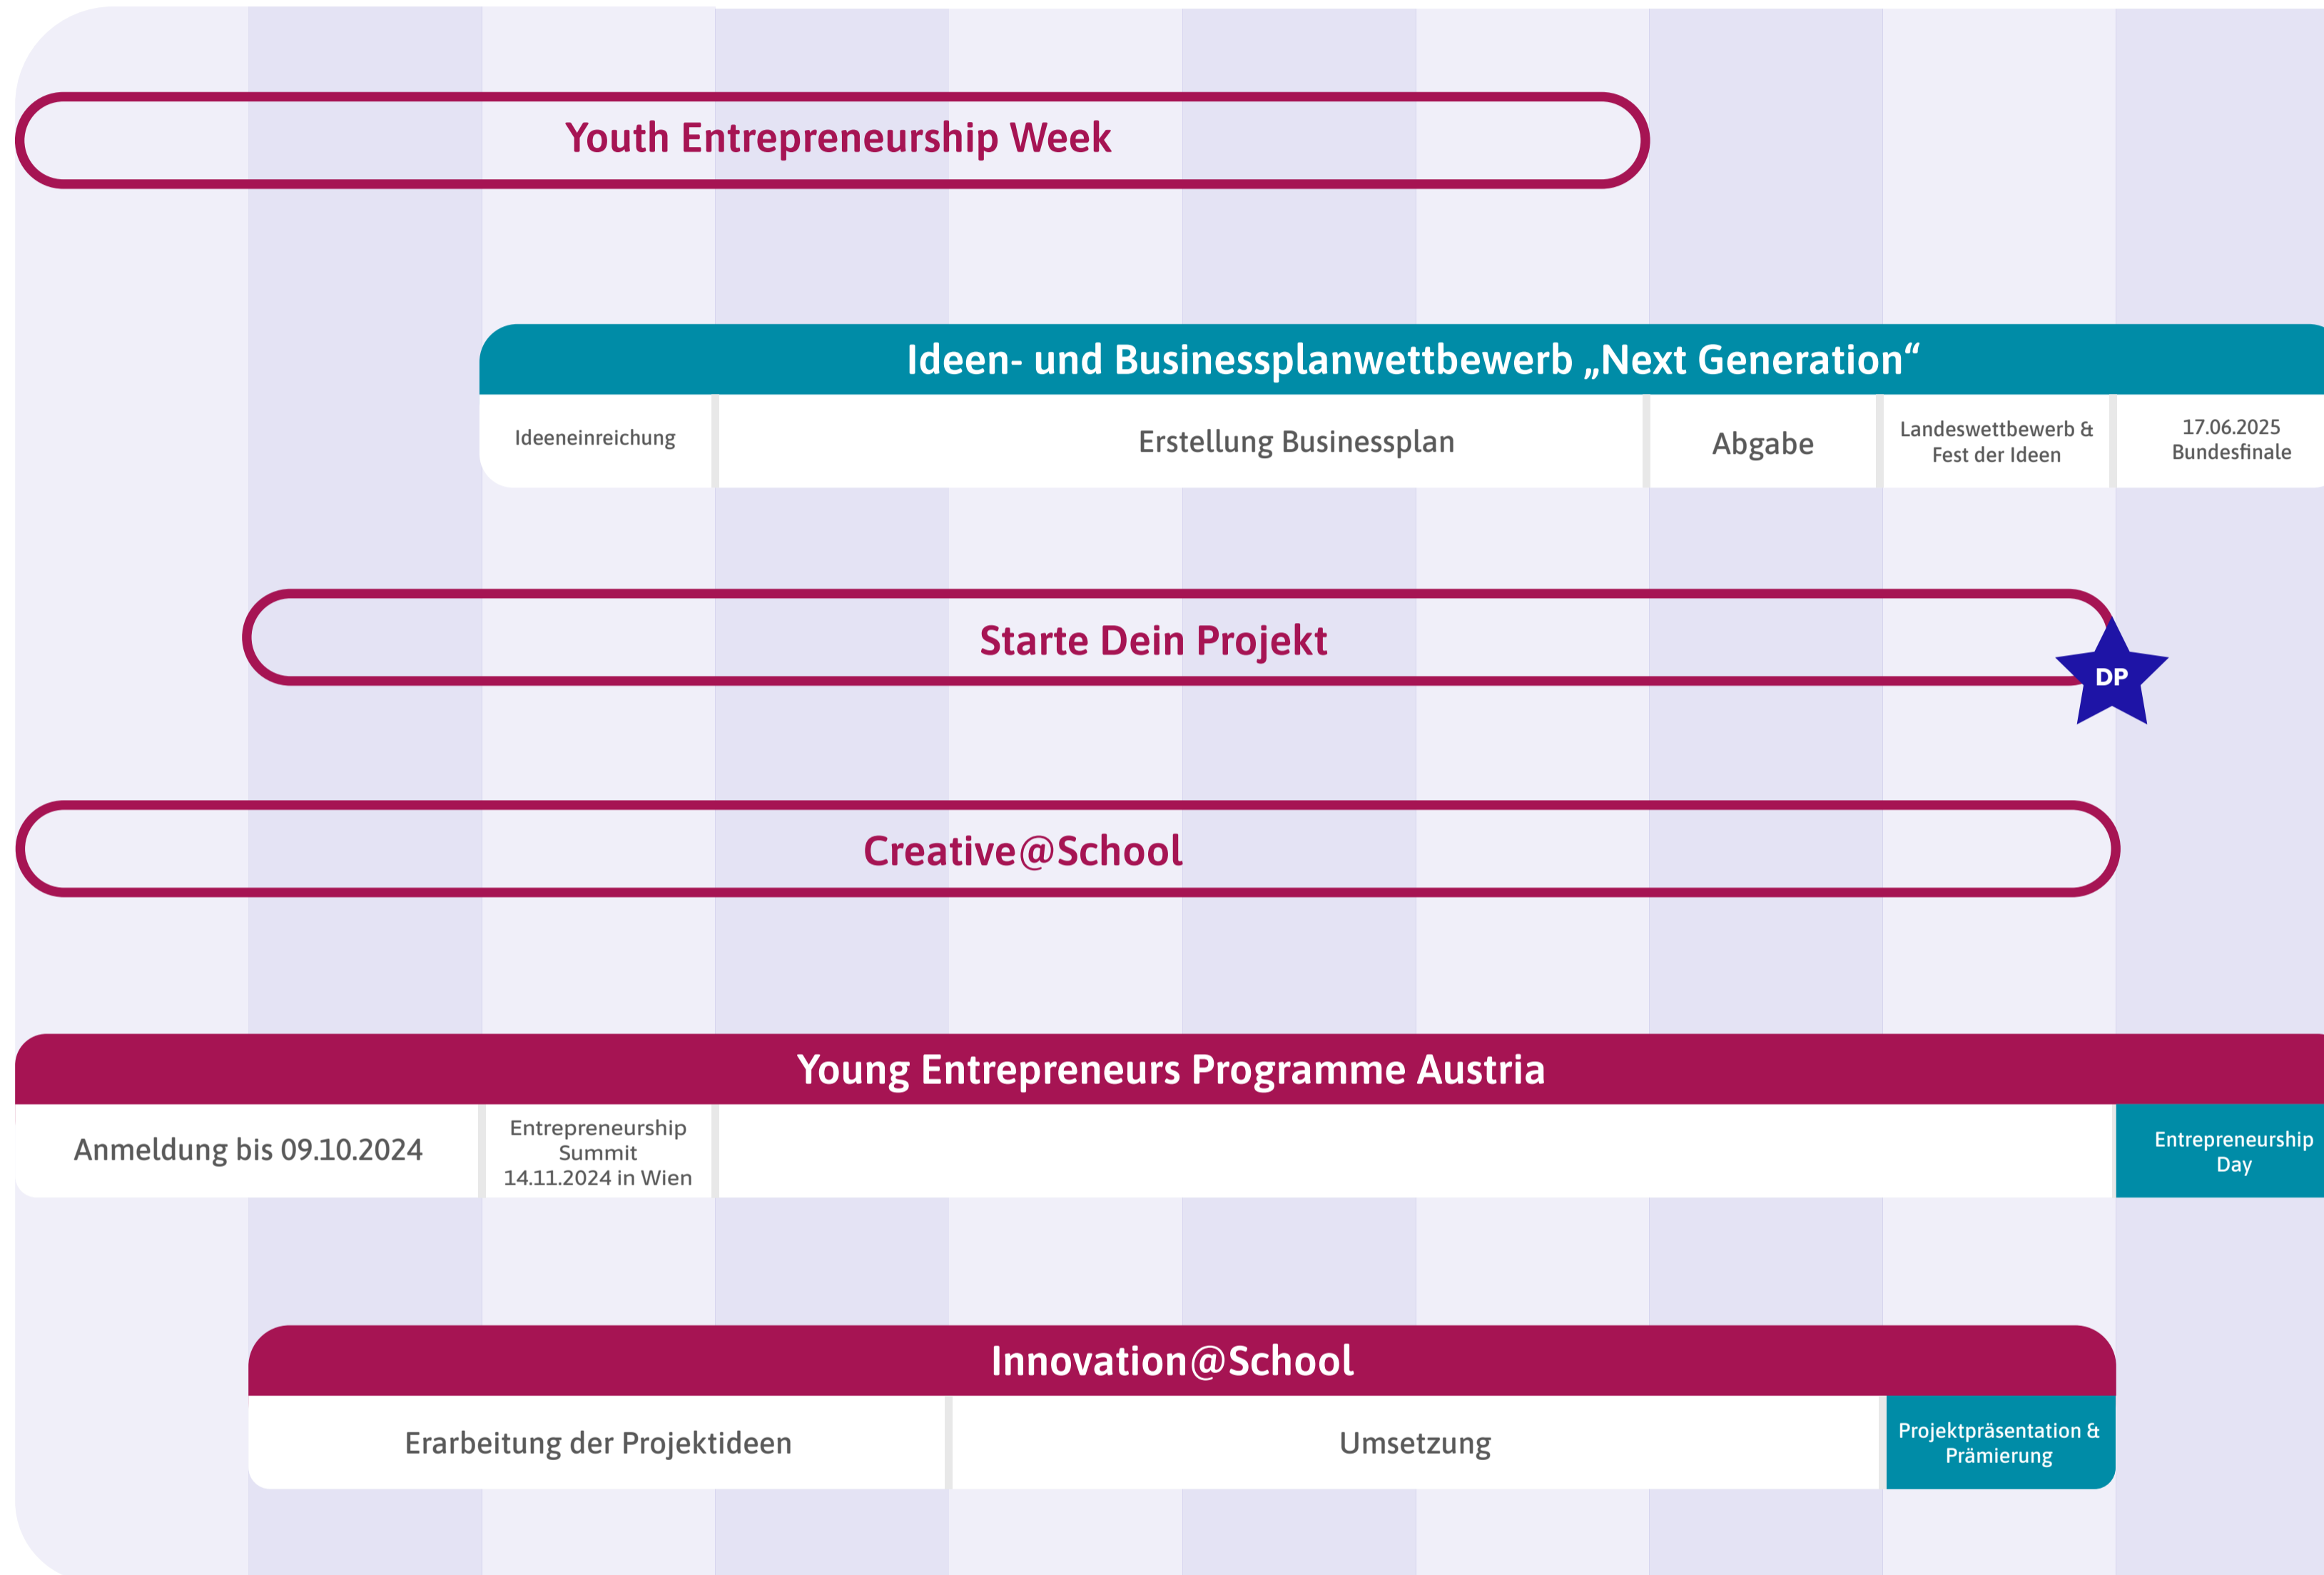 Youth Entrepreneurship Week
Ideen- und Businessplanwettbewerb „Next Generation“
Ideeneinreichung
Erstellung Businessplan
Abgabe
Landeswettbewerb &
Fest der Ideen
17.06.2025
Bundesfinale
Starte Dein Projekt
DP
Creative@School
Young Entrepreneurs Programme Austria
Anmeldung bis 09.10.2024
Entrepreneurship
Summit
14.11.2024 in Wien
Entrepreneurship
Day
Innovation@School
Erarbeitung der Projektideen
Umsetzung
Projektpräsentation &
Prämierung